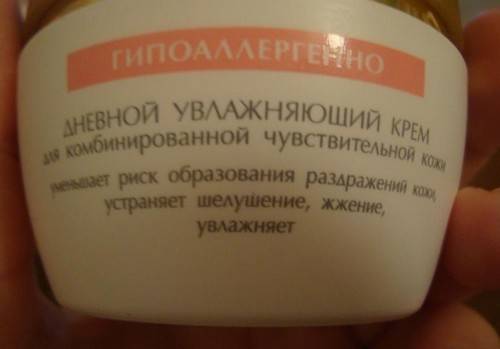 ГИПОАЛЛЕРГЕННО
ДНЕВНОЙ УВЛАЖНЯЮЩИЙ КРЕМ
для комбинированной чувствительной кожи
уменьшает риск образования раздражений кожи,
устраняет шелушение, жжение,
увлажняет